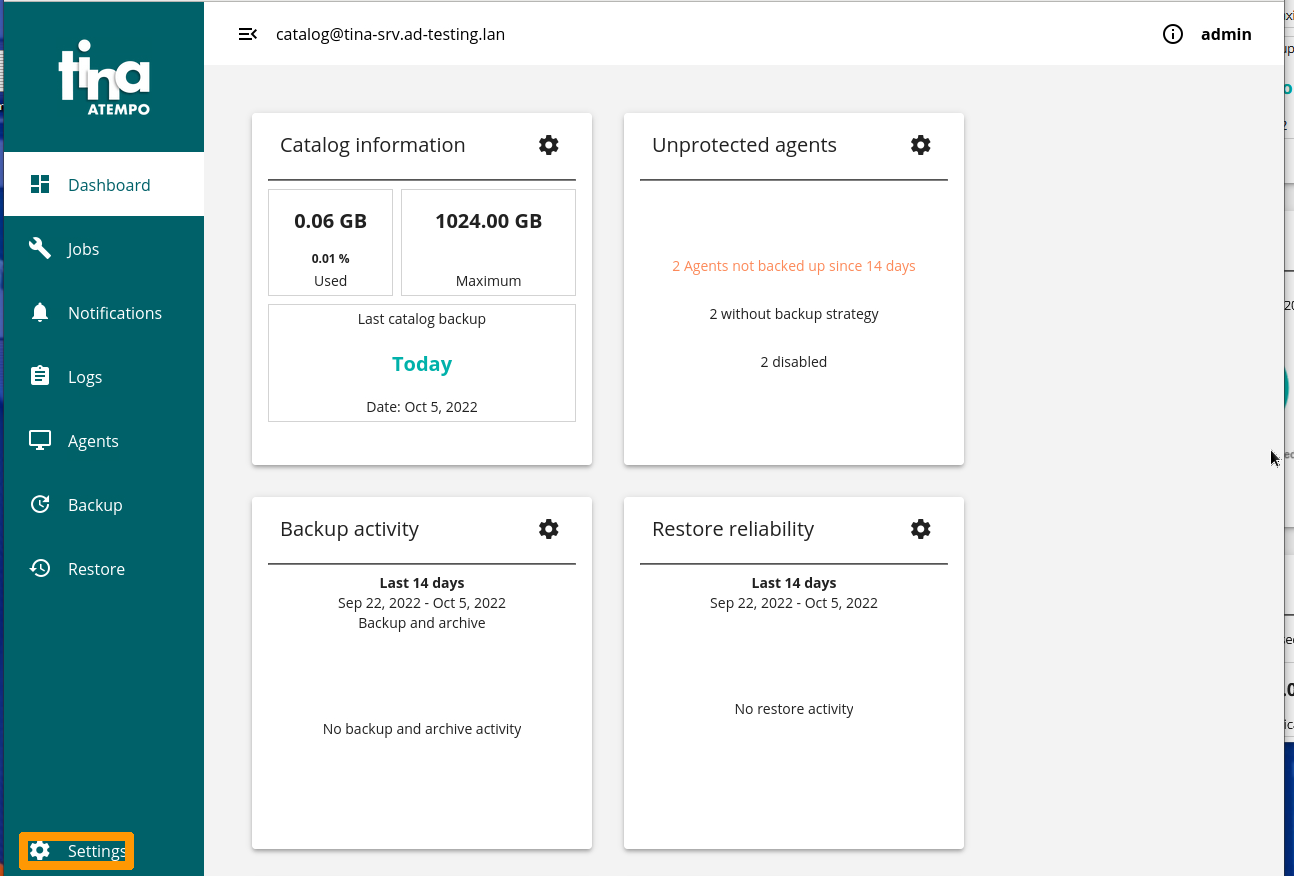 tina
ATEMPO
catalog@tina-srv.ad-testing.lan
admin
Dashboard
Jobs
Notifications
Logs
Agents
Backup
Restore
Settings
Catalog information
0.06 GB
0.01 %
Used
1024.00 GB
Maximum
Last catalog backup
Today
Date: Oct 5, 2022
Unprotected agents
2 Agents not backed up since 14 days
2 without backup strategy
2 disabled
Backup activity
Last 14 days
Sep 22, 2022 - Oct 5, 2022
Backup and archive
No backup and archive activity
Restore reliability
Last 14 days
Sep 22, 2022 - Oct 5, 2022
No restore activity